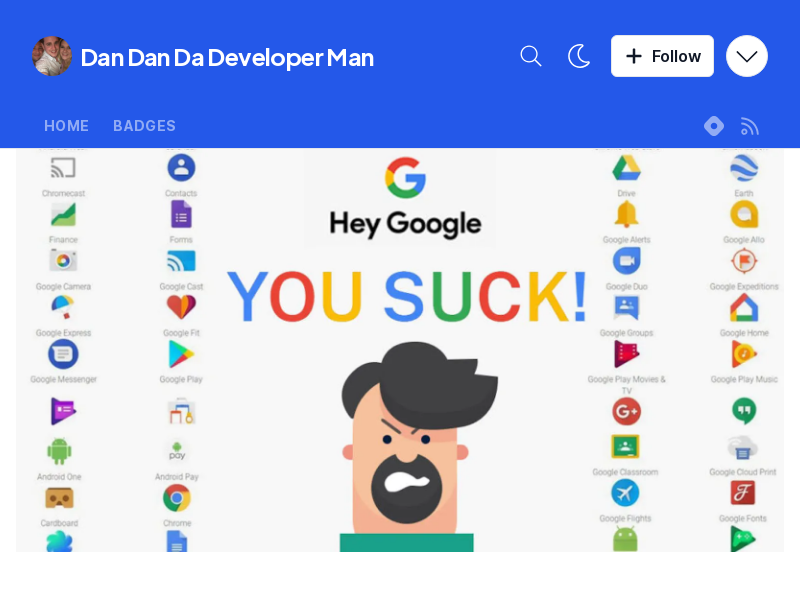 Dan Dan Da Developer Man
Follow
HOME
BADGES
Chromecast
Contacts
Drive
Earth
Hey Google
Finance
Forms
Google Alerts
Google Allo
YOU SUCK!
Google Camera
Google Cast
Google Duo
Google Expeditions
Google Express
Google Fit
Google Groups
Google Home
Google Messenger
Google Play
Google Play Movies &
TV
Google Play Music
G+
pay
Android One
Android Pay
Google Classroom
Google Cloud Print
Cardboard
Chrome
Google Flights
Google Fonts